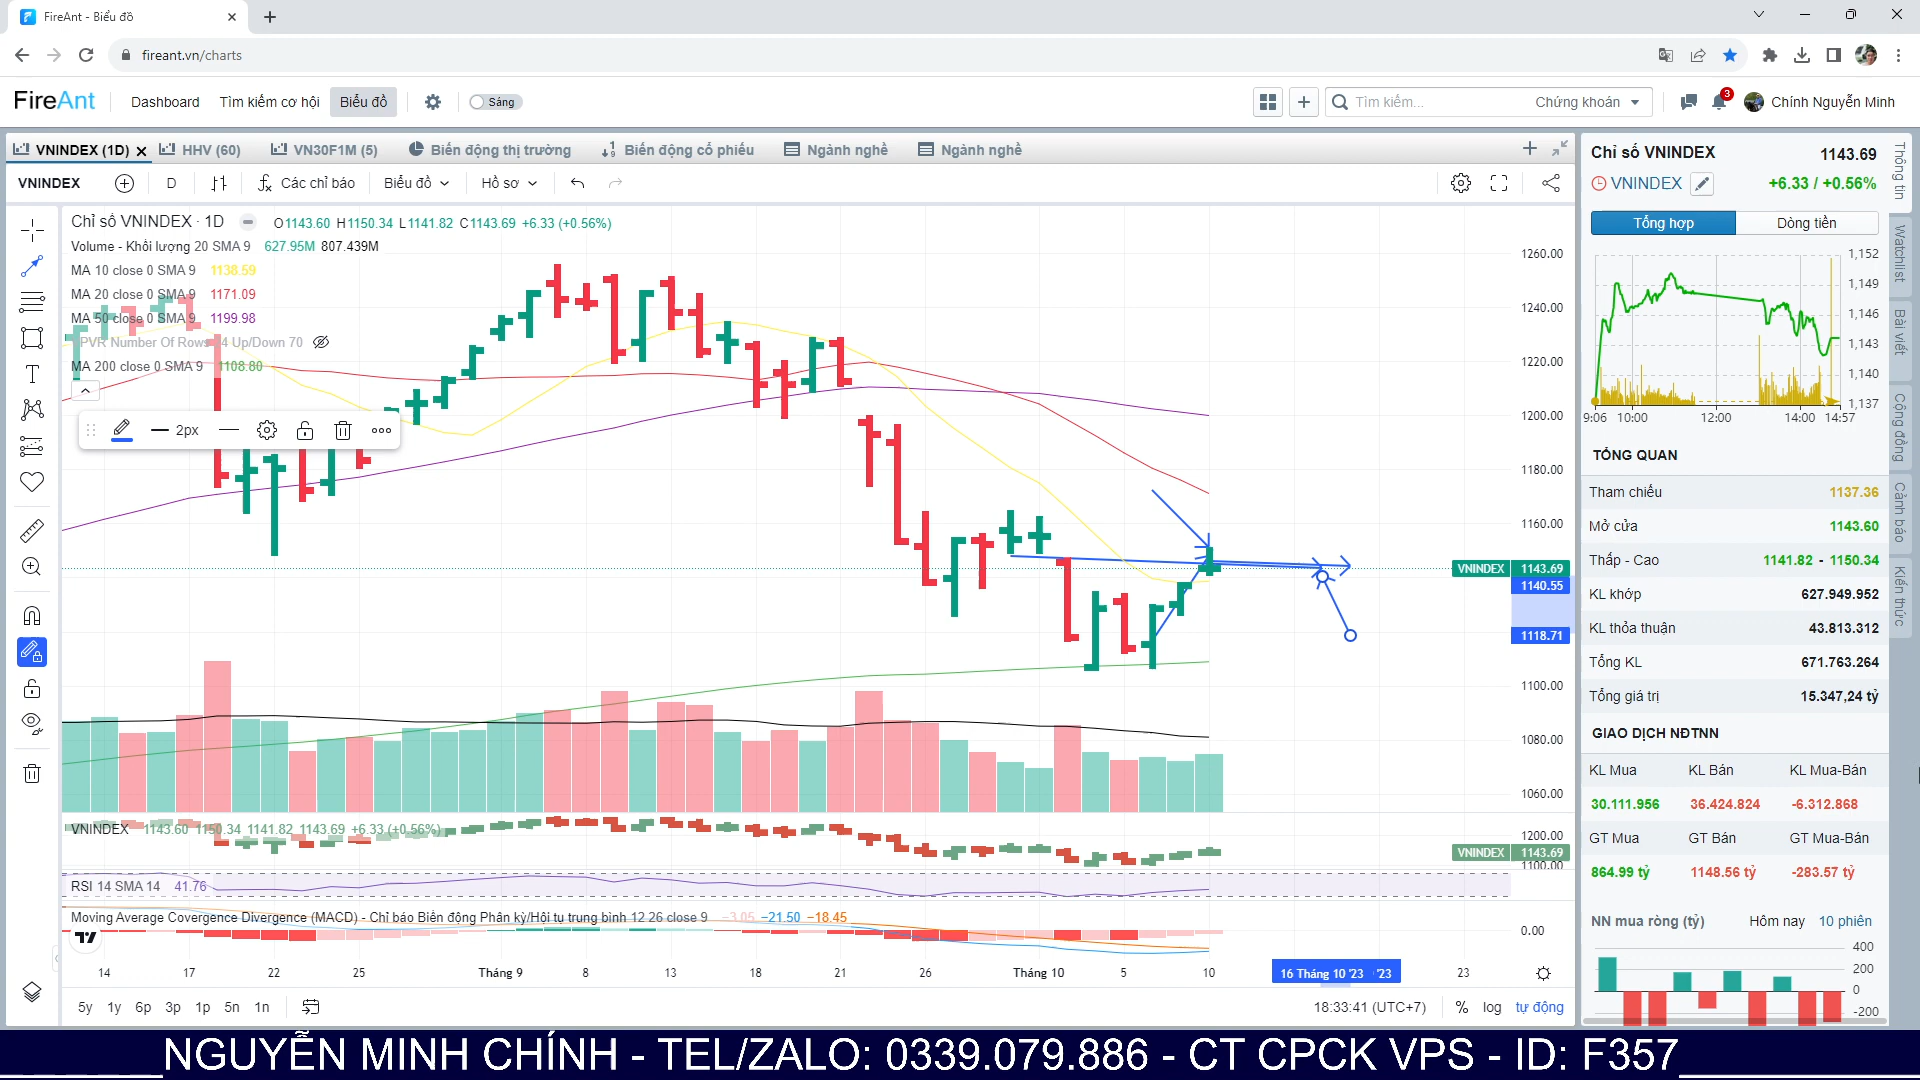 FireAnt - Biểu đồ
fireant.vn/charts
FireAnt
Dashboard
Tìm kiếm cơ hội
Biểu đồ
Sáng
Tìm kiếm...
Chứng khoán
3
Chính Nguyễn Minh
VNINDEX (1D)
HHV (60)
VN30F1M (5)
Biến động thị trường
Biến động cổ phiếu
Ngành nghề
Ngành nghề
VNINDEX
D
Các chỉ báo
Biểu đồ
Hồ sơ
Chỉ số VNINDEX · 1D
O1143.60 H1150.34 L1141.82 C1143.69 +6.33 (+0.56%)
Volume - Khối lượng 20 SMA 9 627.95M 807.439M
MA 10 close 0 SMA 9 1138.59
MA 20 close 0 SMA 9 1171.09
MA 50 close 0 SMA 9 1199.98
PVR Number Of Rows 24 Up/Down 70
MA 200 close 0 SMA 9 1108.80
2px
1260.00
1240.00
1220.00
1200.00
1180.00
1160.00
VNINDEX 1143.69
1140.55
1118.71
1100.00
1080.00
1060.00
VNINDEX 1143.60 1150.34 1141.82 1143.69 +6.33 (+0.56%)
1200.00
VNINDEX 1143.69
1100.00
RSI 14 SMA 14 41.76
Moving Average Covergence Divergence (MACD) - Chỉ báo Biến động Phân kỳ/Hội tụ trung bình 12 26 close 9 −3.05 −21.50 −18.45
0.00
14 17 22 25 Tháng 9 8 13 18 21 26 Tháng 10 5 10 16 Tháng 10 '23 '23 23
5y 1y 6p 3p 1p 5n 1n
18:33:41 (UTC+7)
% log tự động
Chỉ số VNINDEX
1143.69
VNINDEX
+6.33 / +0.56%
Tổng hợp
Dòng tiền
1,152
1,149
1,146
1,143
1,140
1,137
9:06 10:00 12:00 14:00 14:57
TỔNG QUAN
Tham chiếu 1137.36
Mở cửa 1143.60
Thấp - Cao 1141.82 - 1150.34
KL khớp 627.949.952
KL thỏa thuận 43.813.312
Tổng KL 671.763.264
Tổng giá trị 15.347,24 tỷ
GIAO DỊCH NĐTNN
KL Mua KL Bán KL Mua-Bán
30.111.956 36.424.824 -6.312.868
GT Mua GT Bán GT Mua-Bán
864.99 tỷ 1148.56 tỷ -283.57 tỷ
NN mua ròng (tỷ) Hôm nay 10 phiên
400
200
0
-200
Thông tin
Watchlist
Bài viết
Cộng đồng
Cảnh báo
Kiến thức
NGUYỄN MINH CHÍNH - TEL/ZALO: 0339.079.886 - CT CPCK VPS - ID: F357